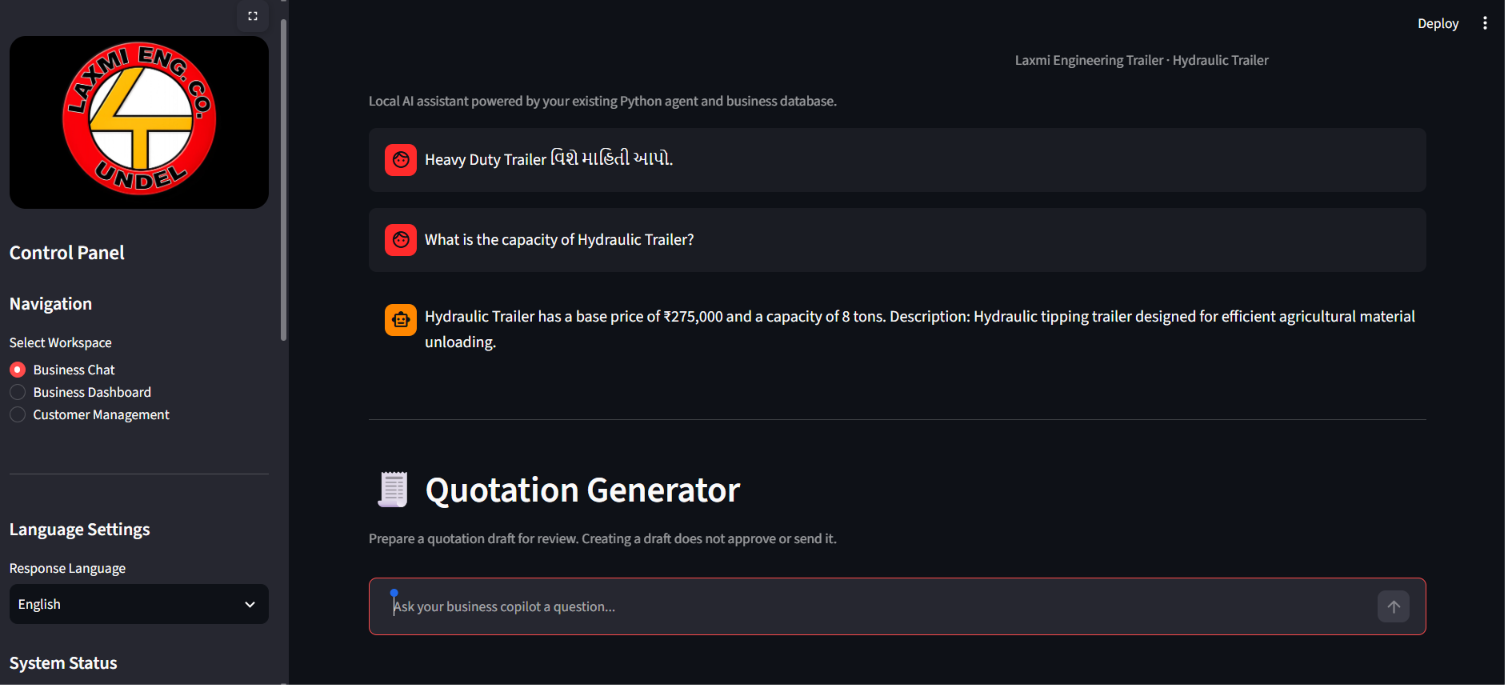 LAXMI ENG. CO.
UNDEL
Control Panel
Navigation
Select Workspace
Business Chat
Business Dashboard
Customer Management
Language Settings
Response Language
English
System Status
Deploy
Laxmi Engineering Trailer · Hydraulic Trailer
Local AI assistant powered by your existing Python agent and business database.
Heavy Duty Trailer વિશે માહિતી આપો.
What is the capacity of Hydraulic Trailer?
Hydraulic Trailer has a base price of ₹275,000 and a capacity of 8 tons. Description: Hydraulic tipping trailer designed for efficient agricultural material
unloading.
Quotation Generator
Prepare a quotation draft for review. Creating a draft does not approve or send it.
Ask your business copilot a question...